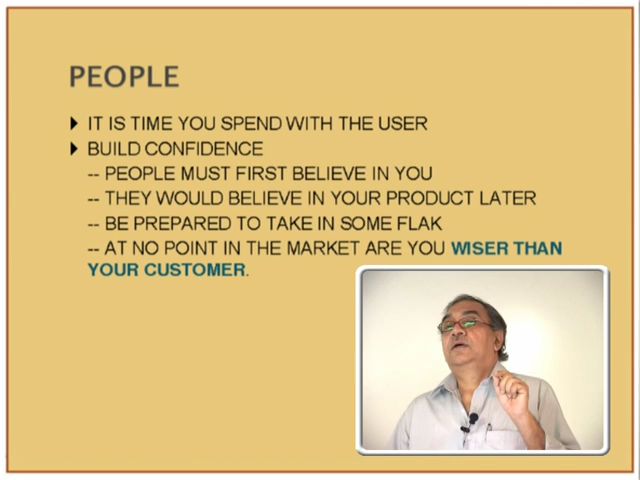 PEOPLE
IT IS TIME YOU SPEND WITH THE USER
BUILD CONFIDENCE
-- PEOPLE MUST FIRST BELIEVE IN YOU
-- THEY WOULD BELIEVE IN YOUR PRODUCT LATER
-- BE PREPARED TO TAKE IN SOME FLAK
-- AT NO POINT IN THE MARKET ARE YOU WISER THAN
YOUR CUSTOMER.